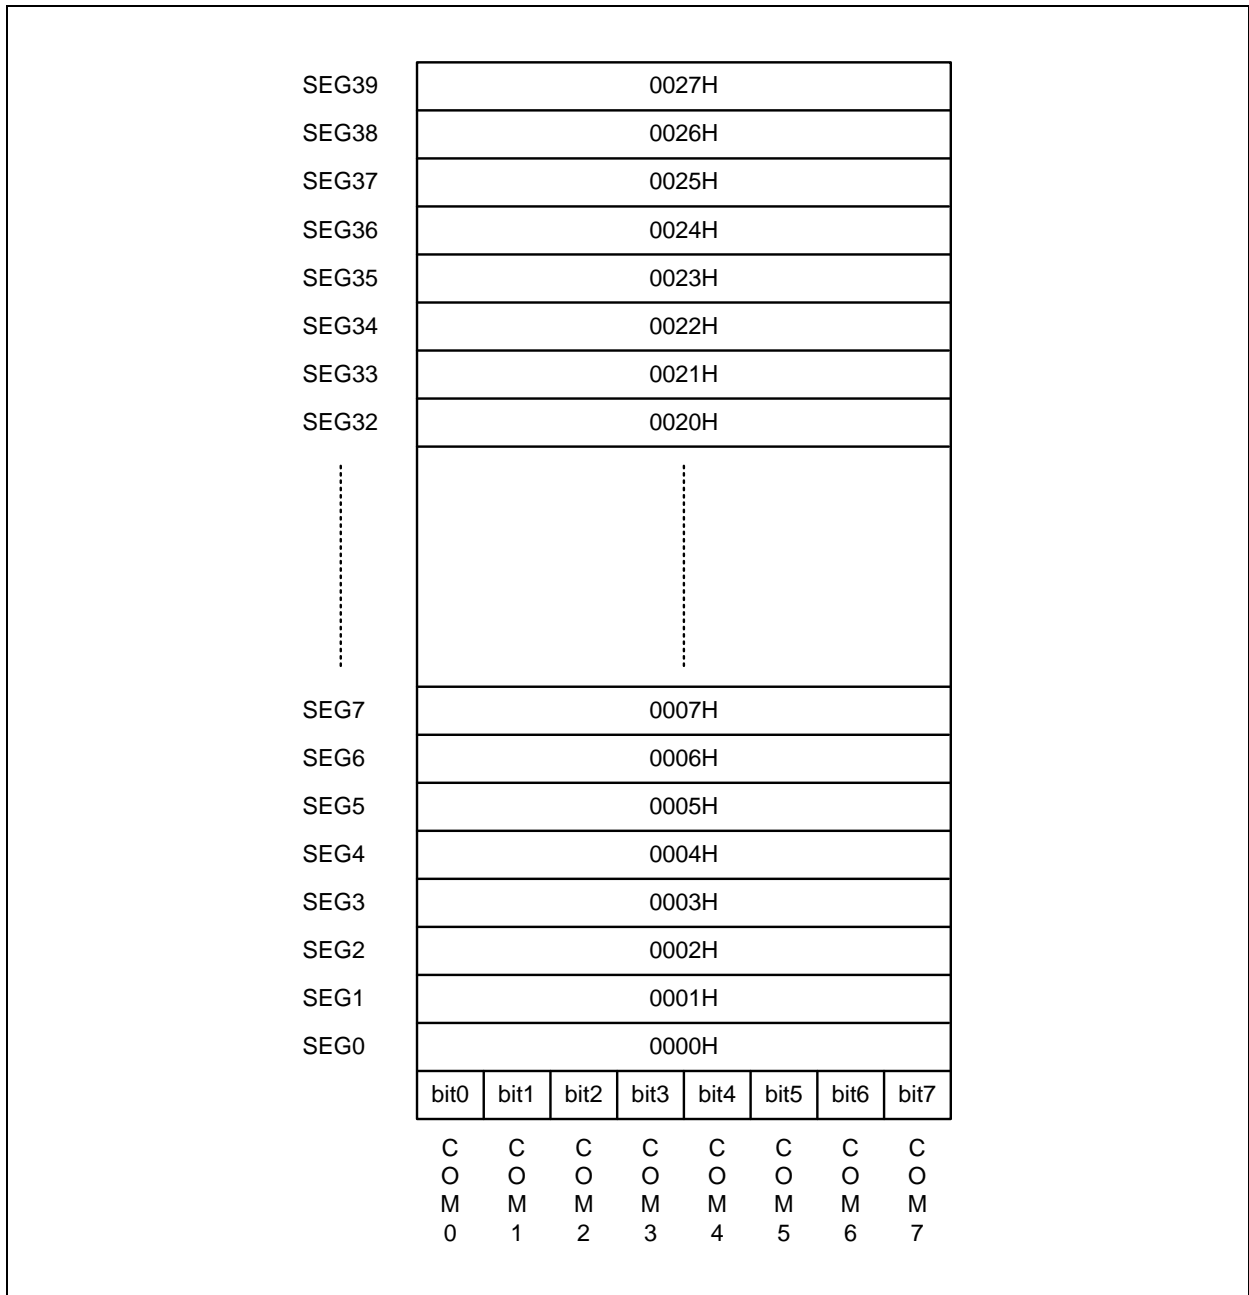 SEG39 0027H
SEG38 0026H
SEG37 0025H
SEG36 0024H
SEG35 0023H
SEG34 0022H
SEG33 0021H
SEG32 0020H
SEG7 0007H
SEG6 0006H
SEG5 0005H
SEG4 0004H
SEG3 0003H
SEG2 0002H
SEG1 0001H
SEG0 0000H
bit0 bit1 bit2 bit3 bit4 bit5 bit6 bit7
C C C C C C C C
O O O O O O O O
M M M M M M M M
0 1 2 3 4 5 6 7